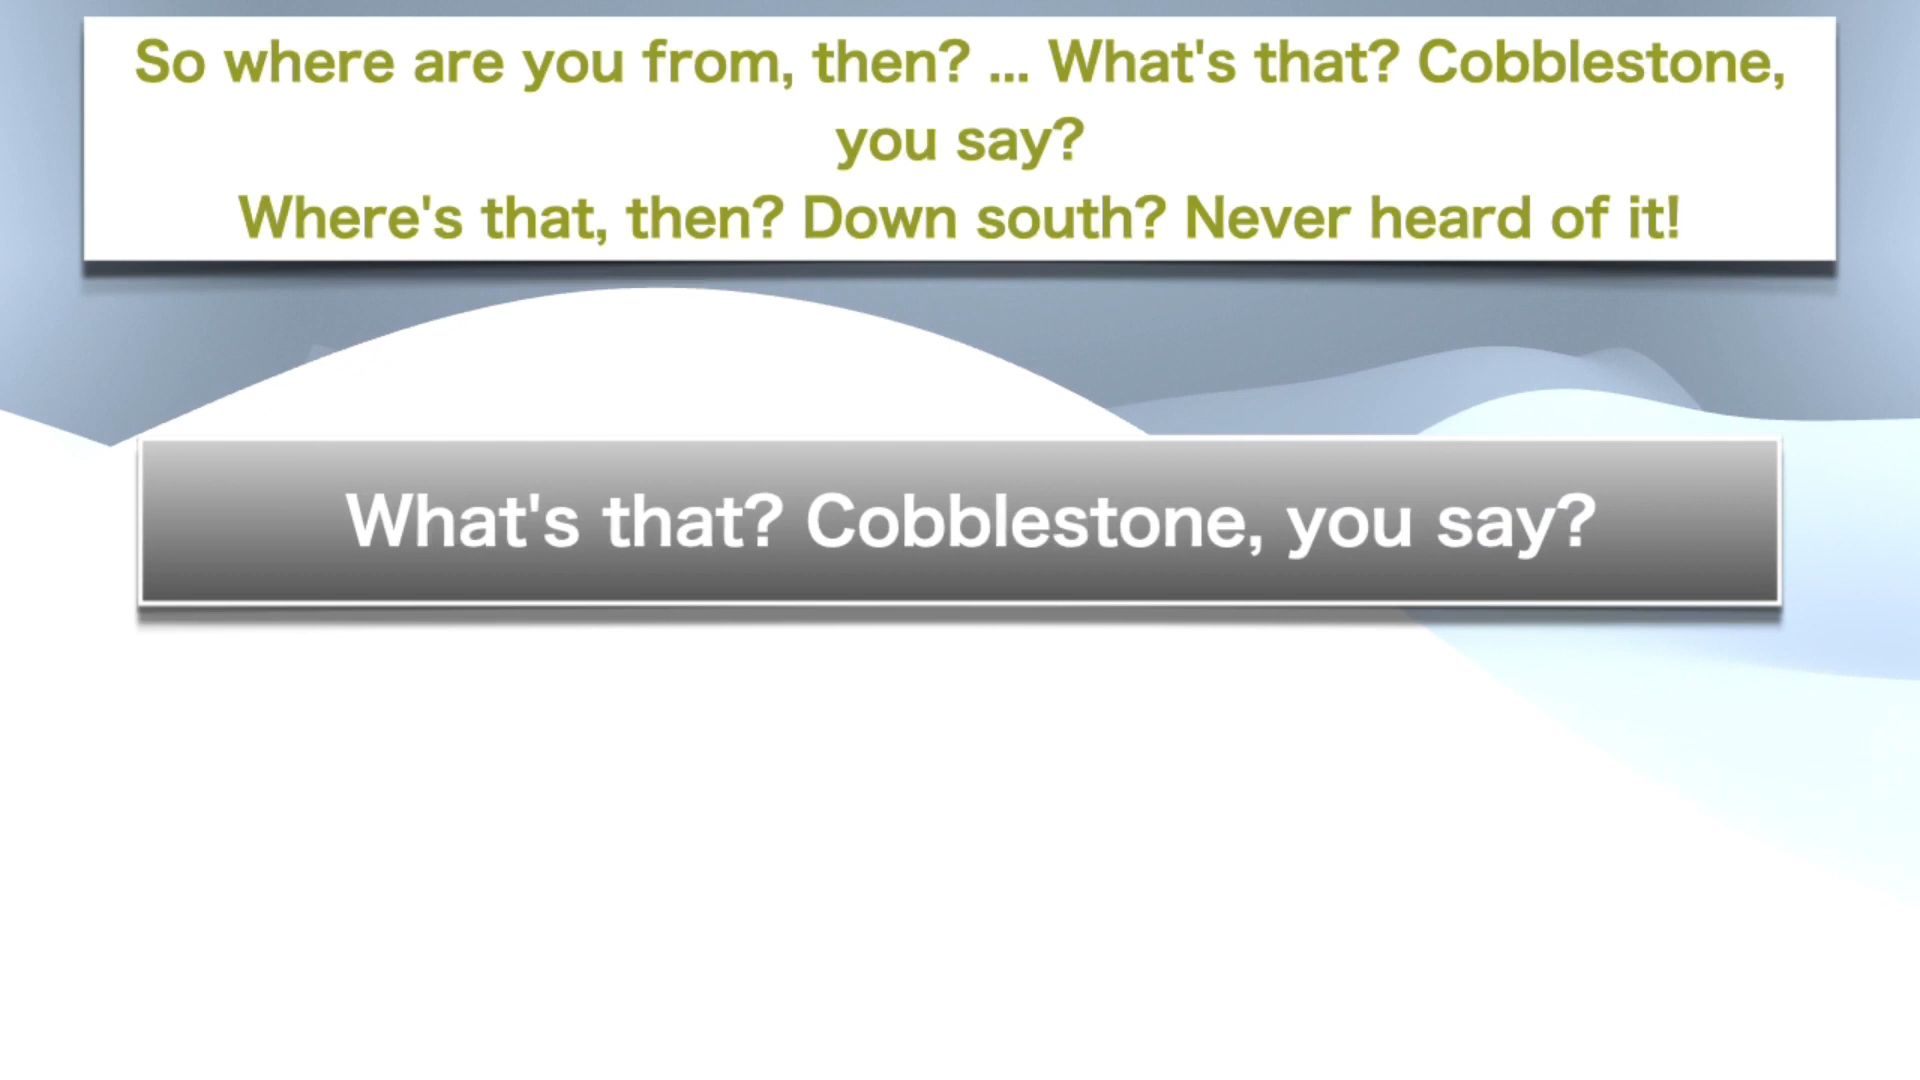 So where are you from, then? ... What's that? Cobblestone,
you say?
Where's that, then? Down south? Never heard of it!
What's that? Cobblestone, you say?